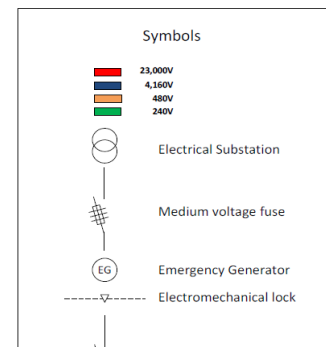 Symbols
23,000V
4,160V
480V
240V
Electrical Substation
Medium voltage fuse
EG Emergency Generator
Electromechanical lock